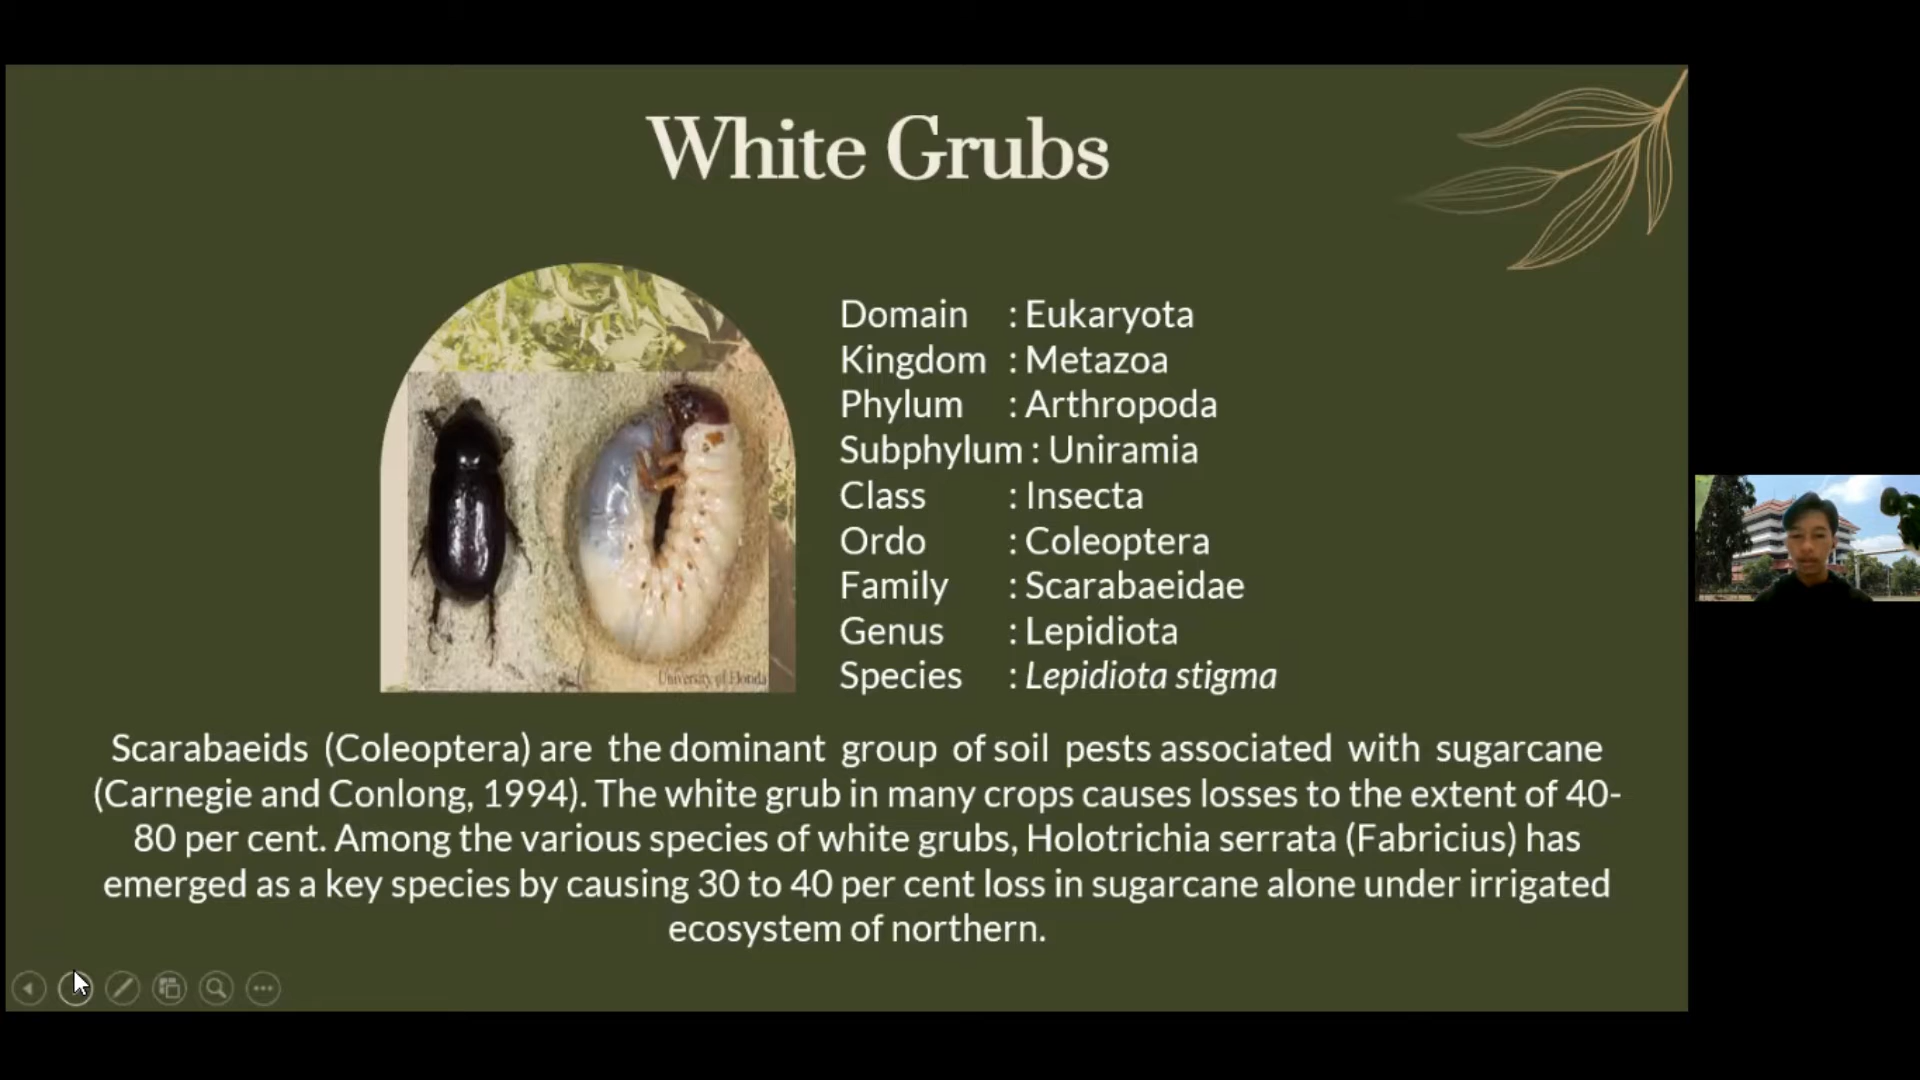 White Grubs
Domain : Eukaryota
Kingdom : Metazoa
Phylum : Arthropoda
Subphylum : Uniramia
Class : Insecta
Ordo : Coleoptera
Family : Scarabaeidae
Genus : Lepidiota
Species : Lepidiota stigma
University of Florida
Scarabaeids (Coleoptera) are the dominant group of soil pests associated with sugarcane
(Carnegie and Conlong, 1994). The white grub in many crops causes losses to the extent of 40-
80 per cent. Among the various species of white grubs, Holotrichia serrata (Fabricius) has
emerged as a key species by causing 30 to 40 per cent loss in sugarcane alone under irrigated
ecosystem of northern.